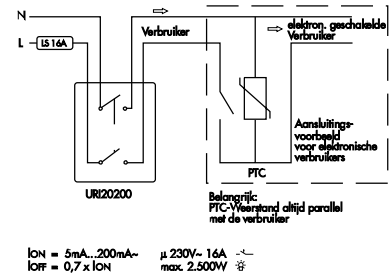 N
L LS 16A
Verbruiker
elektron. geschakelde
Verbruiker
Aansluitings-
voorbeeld
voor elektronische
verbruikers
PTC
URI20200
Belangrijk:
PTC-Weerstand altijd parallel
met de verbruiker
ION = 5mA...200mA~
IOFF = 0,7 x ION
µ 230V~ 16A
max. 2.500W